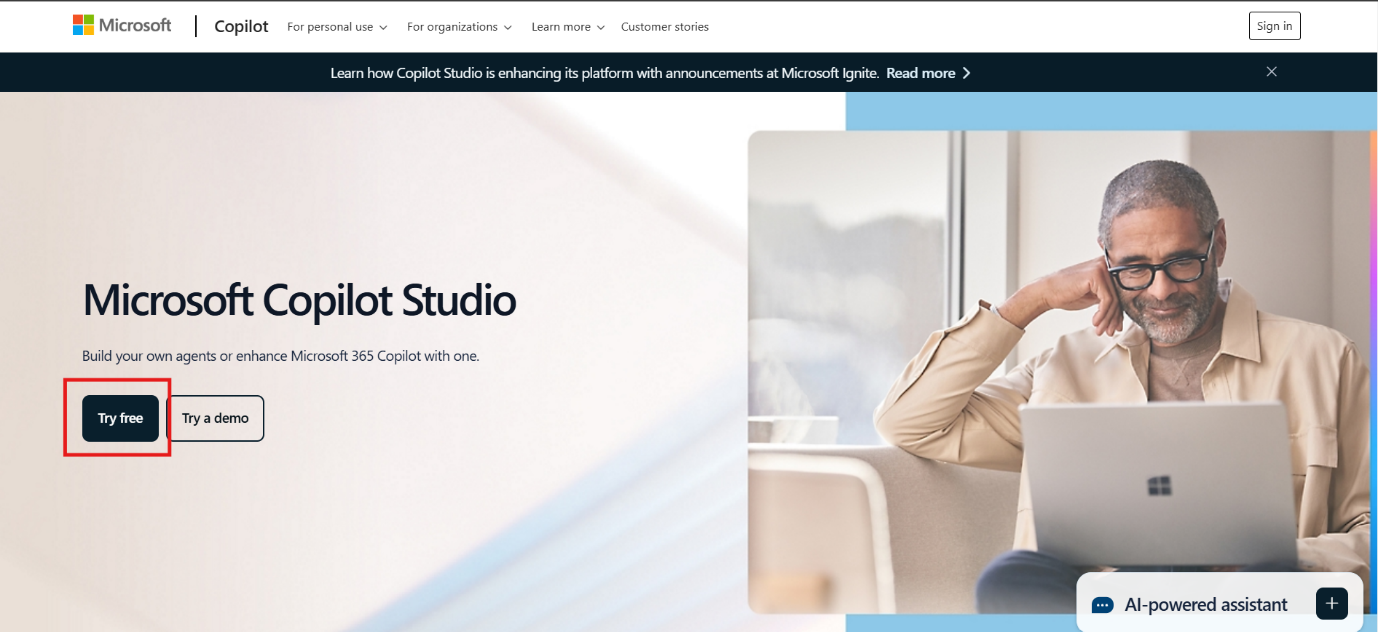 Microsoft Copilot For personal use For organizations Learn more Customer stories Sign in
Learn how Copilot Studio is enhancing its platform with announcements at Microsoft Ignite. Read more
Microsoft Copilot Studio
Build your own agents or enhance Microsoft 365 Copilot with one.
Try free Try a demo
AI-powered assistant